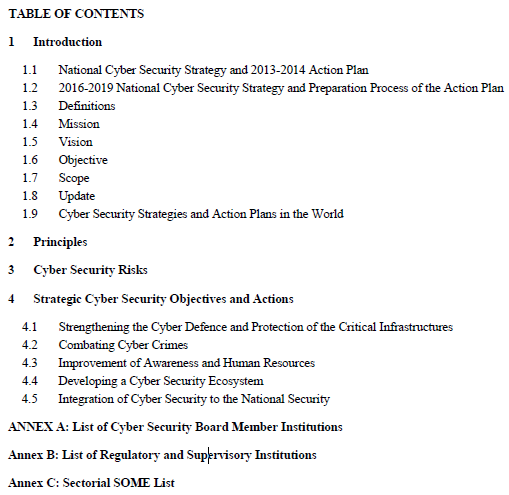 TABLE OF CONTENTS
1 Introduction
1.1 National Cyber Security Strategy and 2013-2014 Action Plan
1.2 2016-2019 National Cyber Security Strategy and Preparation Process of the Action Plan
1.3 Definitions
1.4 Mission
1.5 Vision
1.6 Objective
1.7 Scope
1.8 Update
1.9 Cyber Security Strategies and Action Plans in the World
2 Principles
3 Cyber Security Risks
4 Strategic Cyber Security Objectives and Actions
4.1 Strengthening the Cyber Defence and Protection of the Critical Infrastructures
4.2 Combating Cyber Crimes
4.3 Improvement of Awareness and Human Resources
4.4 Developing a Cyber Security Ecosystem
4.5 Integration of Cyber Security to the National Security
ANNEX A: List of Cyber Security Board Member Institutions
Annex B: List of Regulatory and Supervisory Institutions
Annex C: Sectorial SOME List